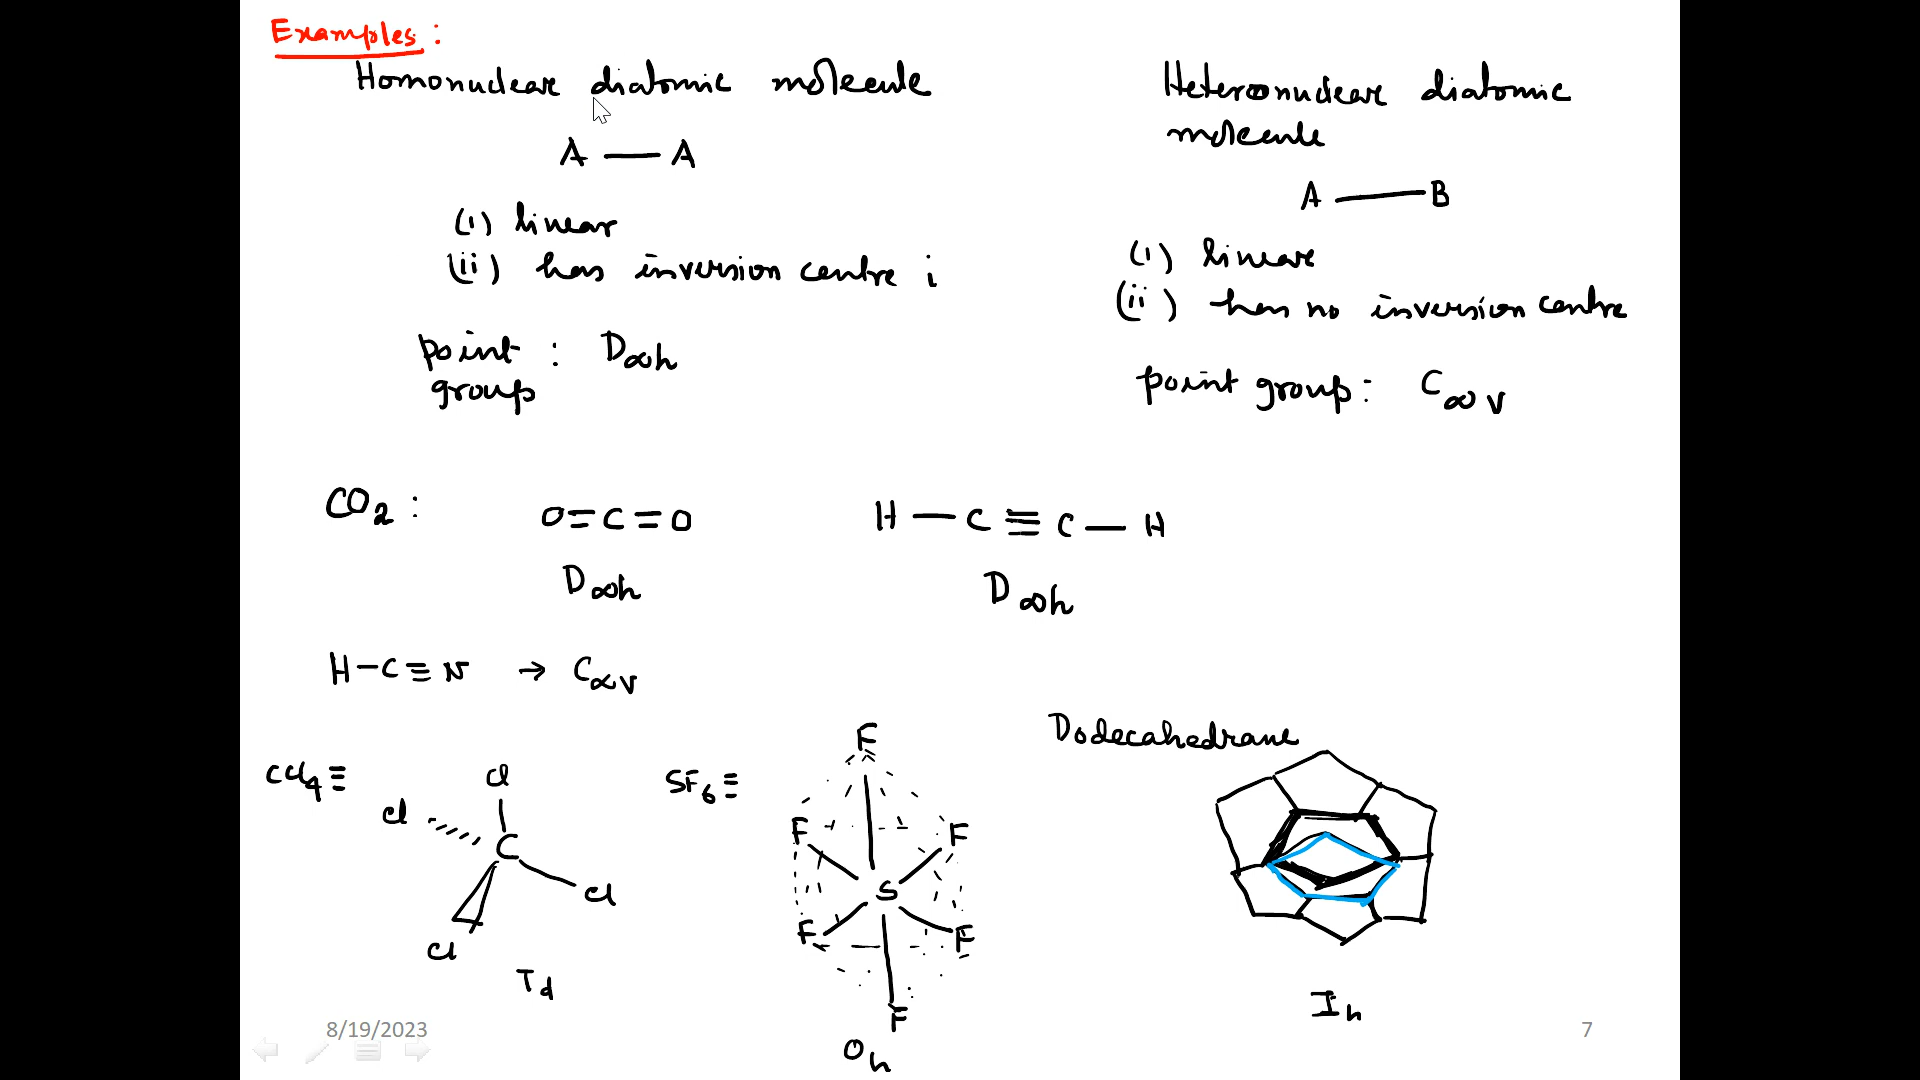 Examples:
Homonuclear diatomic molecule
A — A
(i) linear
(ii) has inversion centre i
point group : D∞h
Heteronuclear diatomic
molecule
A — B
(i) linear
(ii) has no inversion centre
point group : C∞v
CO2 : O=C=O
D∞h
H — C ≡ C — H
D∞h
H-C≡N → C∞v
CCl4 ≡
Cl
Cl
C
Cl
Cl
Td
SF6 ≡
F
F
F
S
F
F
F
Oh
Dodecahedrane
Ih
8/19/2023
7